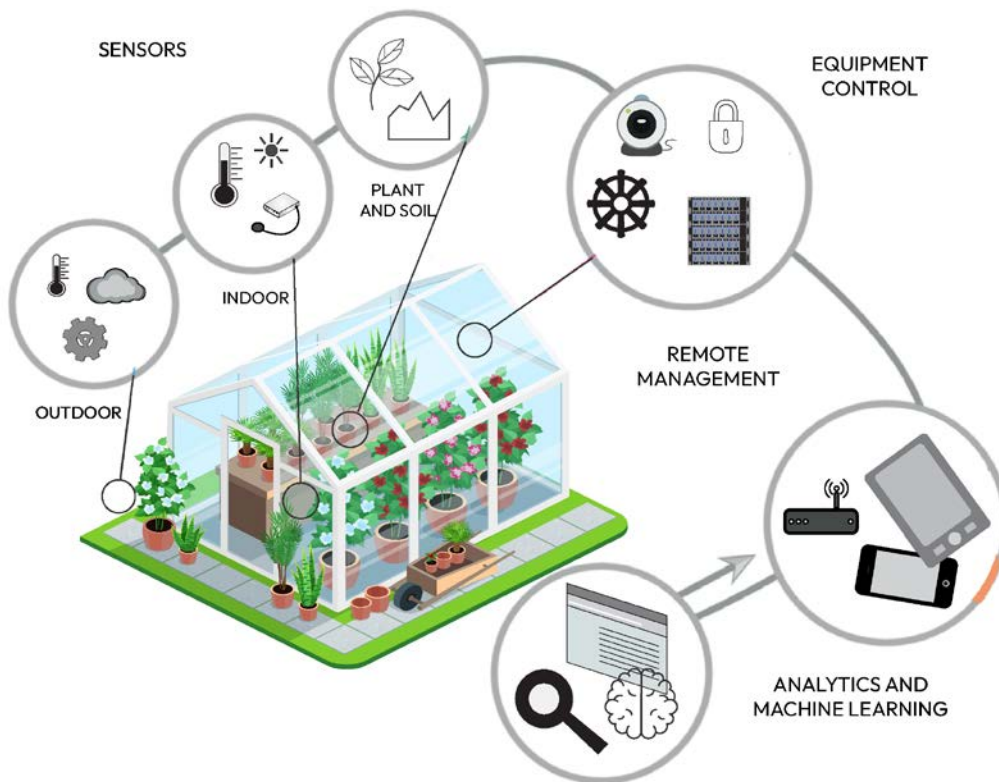 SENSORS
EQUIPMENT
CONTROL
PLANT
AND SOIL
INDOOR
REMOTE
MANAGEMENT
OUTDOOR
ANALYTICS AND
MACHINE LEARNING